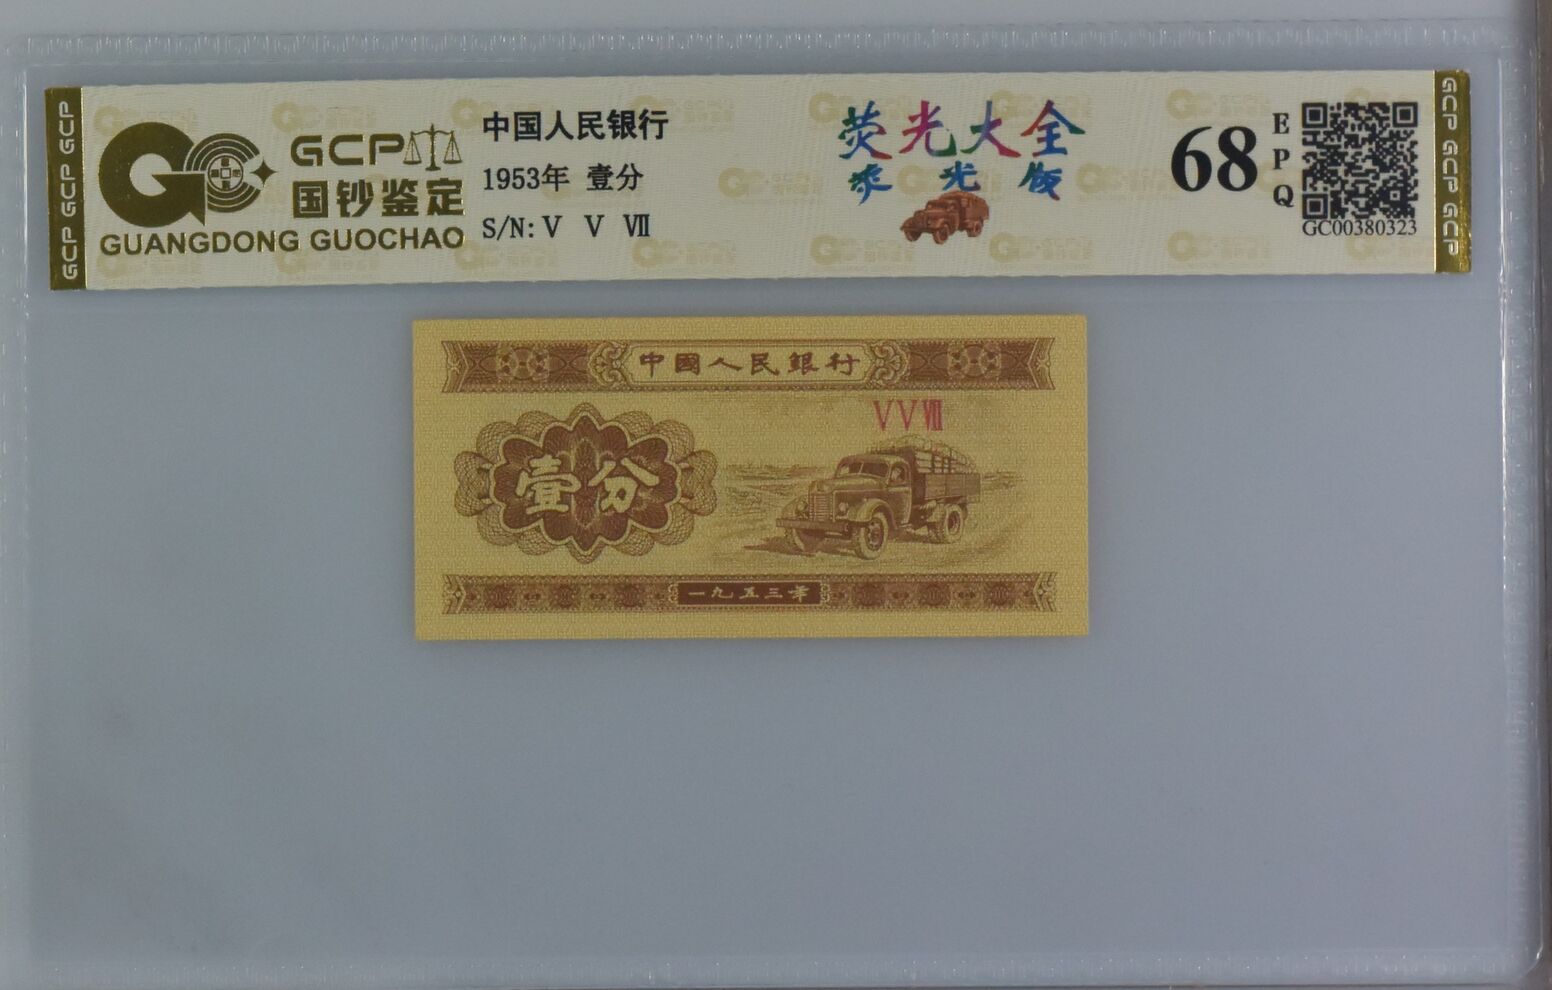 GCP GCP GCP
GCP
国钞鉴定
GUANGDONG GUOCHAO
中国人民银行
1953年 壹分
S/N: V V Ⅶ
荧光大全
荧光版
68
EPQ
GC00380323
GCP GCP GCP
中國人民銀行
VVⅦ
壹分
一九五三年